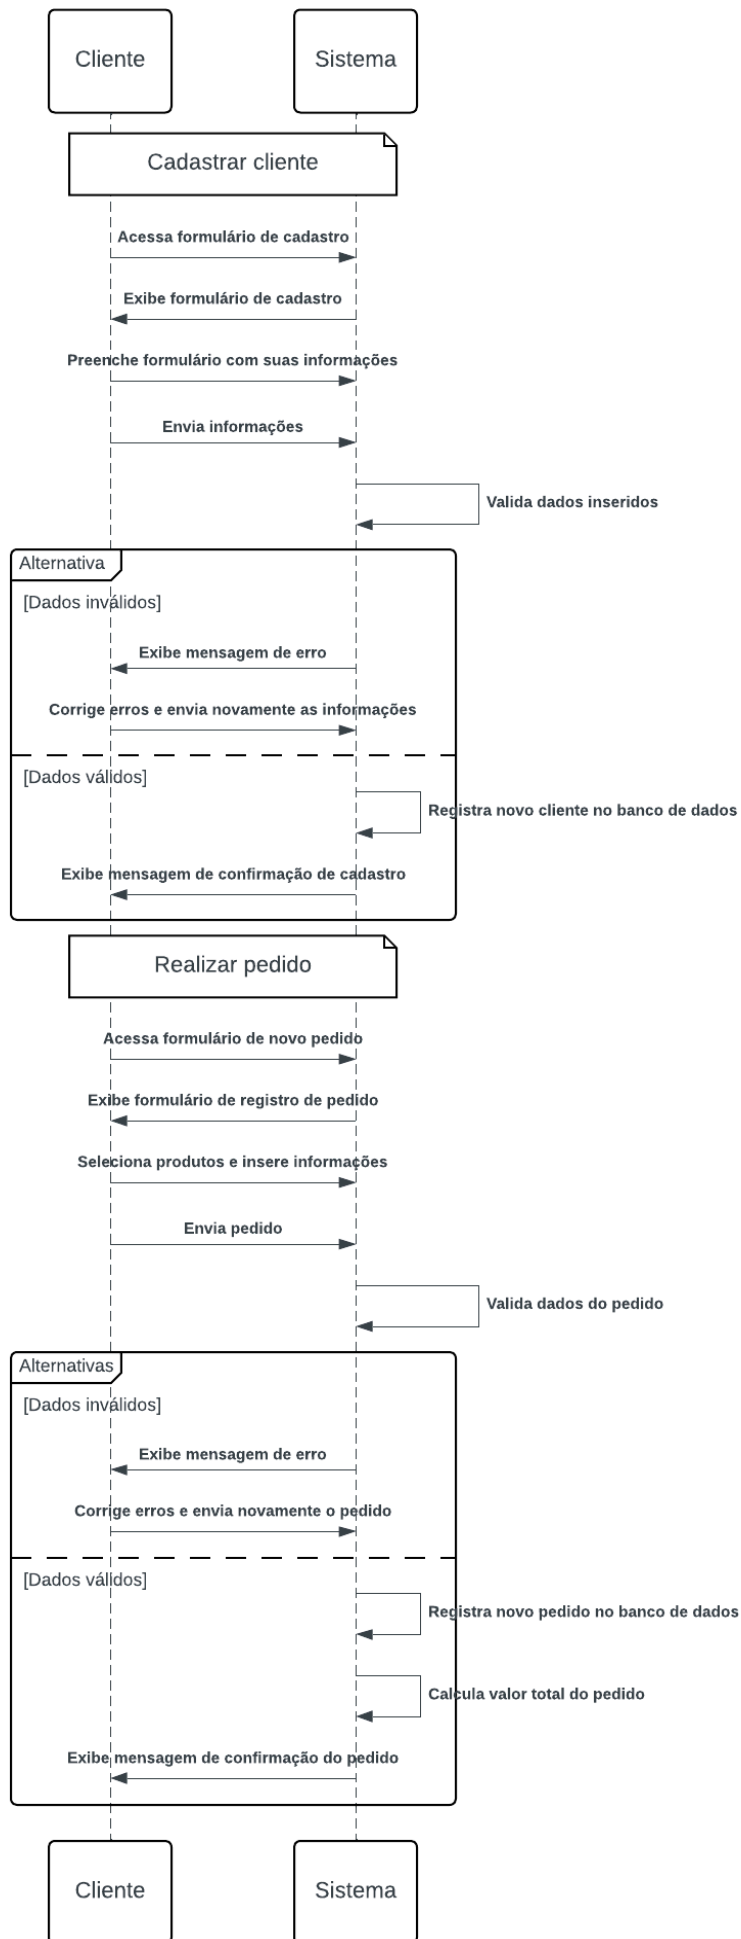 Cliente
Sistema
Cadastrar cliente
Acessa formulário de cadastro
Exibe formulário de cadastro
Preenche formulário com suas informações
Envia informações
Valida dados inseridos
Alternativa
[Dados inválidos]
Exibe mensagem de erro
Corrige erros e envia novamente as informações
[Dados válidos]
Registra novo cliente no banco de dados
Exibe mensagem de confirmação de cadastro
Realizar pedido
Acessa formulário de novo pedido
Exibe formulário de registro de pedido
Seleciona produtos e insere informações
Envia pedido
Valida dados do pedido
Alternativas
[Dados inválidos]
Exibe mensagem de erro
Corrige erros e envia novamente o pedido
[Dados válidos]
Registra novo pedido no banco de dados
Calcula valor total do pedido
Exibe mensagem de confirmação do pedido
Cliente
Sistema